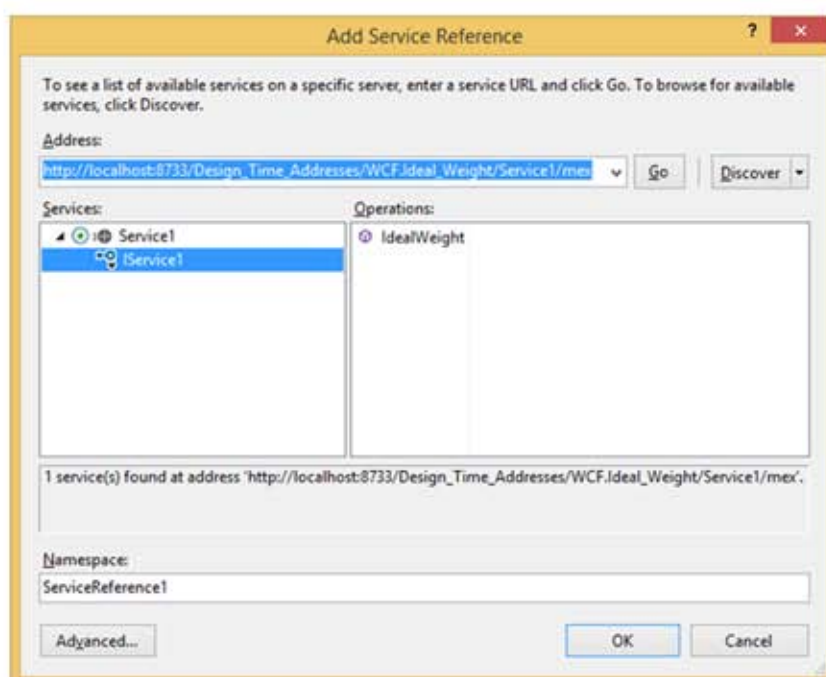 Add Service Reference
?
×
To see a list of available services on a specific server, enter a service URL and click Go. To browse for available
services, click Discover.
Address:
http://localhost:8733/Design_Time_Addresses/WCF.Ideal_Weight/Service1/mex
Go
Discover
Services:
Operations:
Service1
IService1
IdealWeight
1 service(s) found at address 'http://localhost:8733/Design_Time_Addresses/WCF.Ideal_Weight/Service1/mex'.
Namespace:
ServiceReference1
Advanced...
OK
Cancel